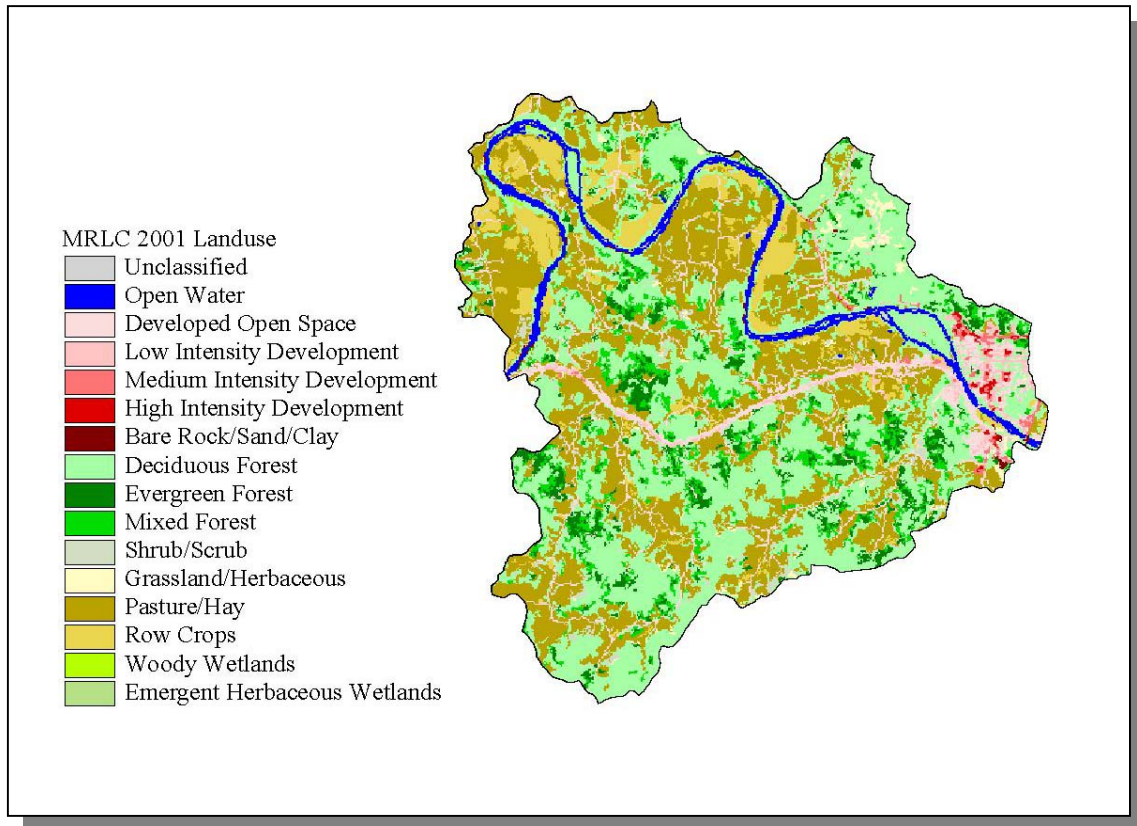 MRLC 2001 Landuse
Unclassified
Open Water
Developed Open Space
Low Intensity Development
Medium Intensity Development
High Intensity Development
Bare Rock/Sand/Clay
Deciduous Forest
Evergreen Forest
Mixed Forest
Shrub/Scrub
Grassland/Herbaceous
Pasture/Hay
Row Crops
Woody Wetlands
Emergent Herbaceous Wetlands